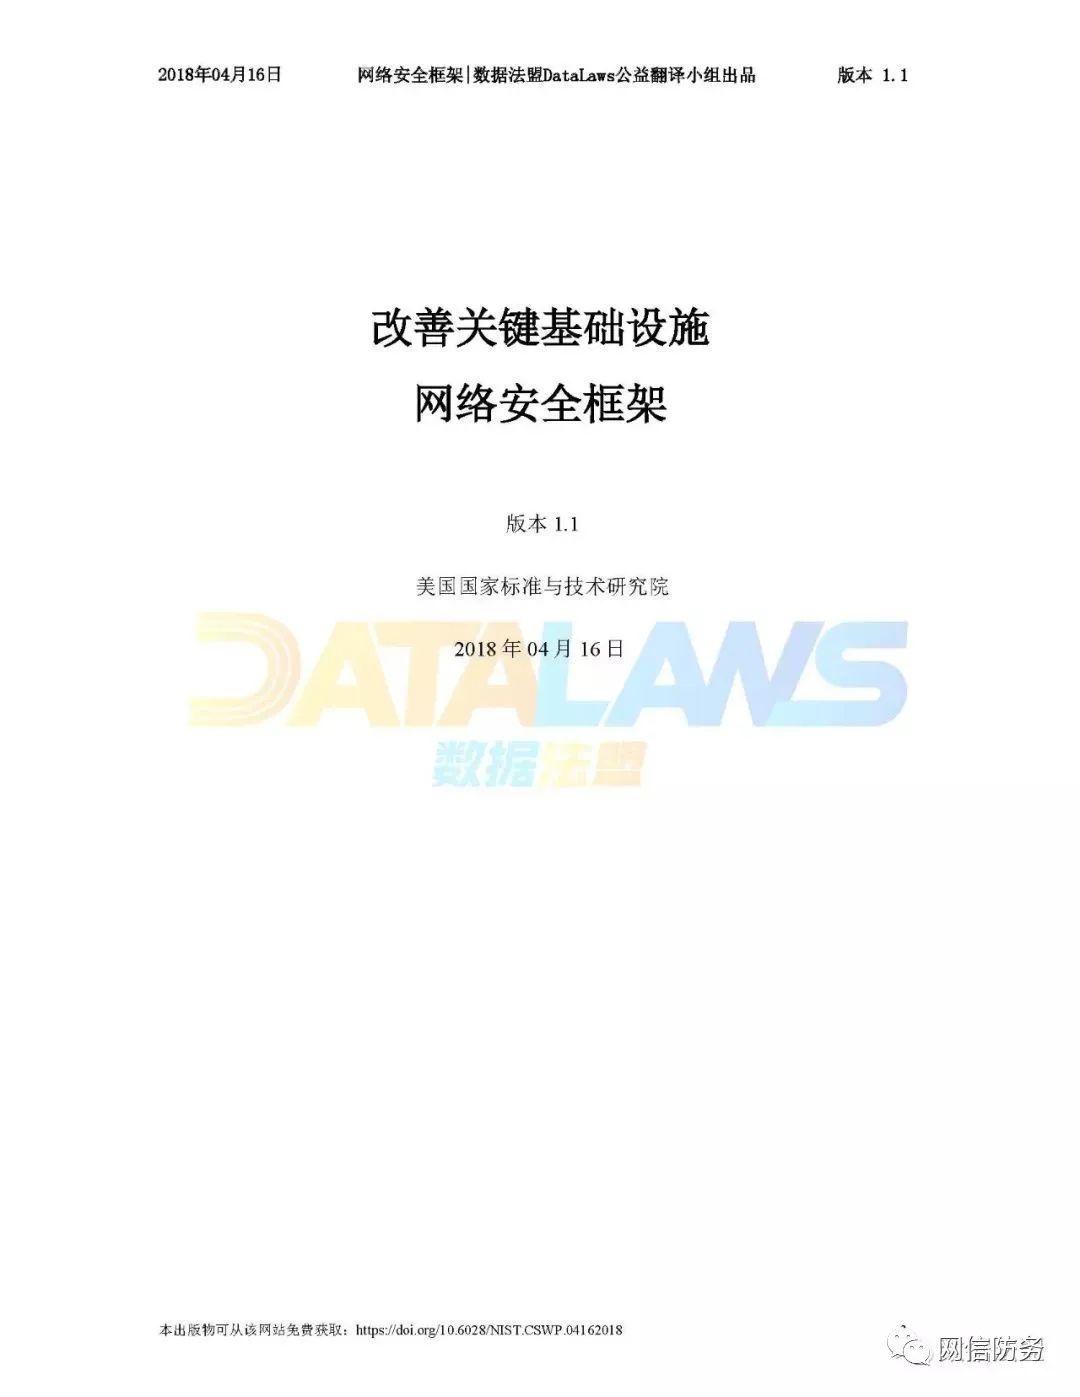 2018年04月16日 网络安全框架|数据法盟DataLaws公益翻译小组出品 版本 1.1
改善关键基础设施
网络安全框架
版本 1.1
美国国家标准与技术研究院
2018 年 04 月 16 日
DATALAWS
数据法盟
本出版物可从该网站免费获取：https://doi.org/10.6028/NIST.CSWP.04162018
网信防务